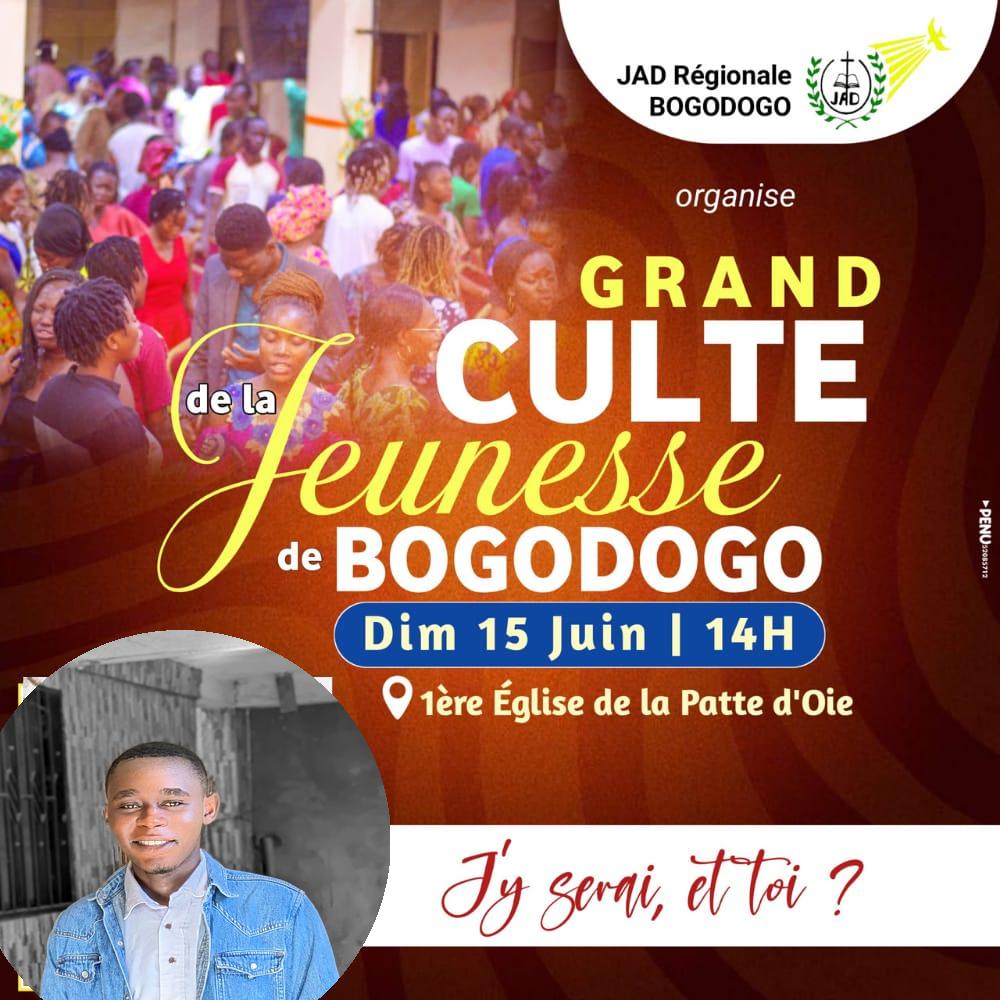 JAD Régionale
BOGODOGO
JAD
organise
GRAND
CULTE
de la
Jeunesse
de BOGODOGO
Dim 15 Juin | 14H
1ère Église de la Patte d'Oie
J'y serai, et toi ?
PENU